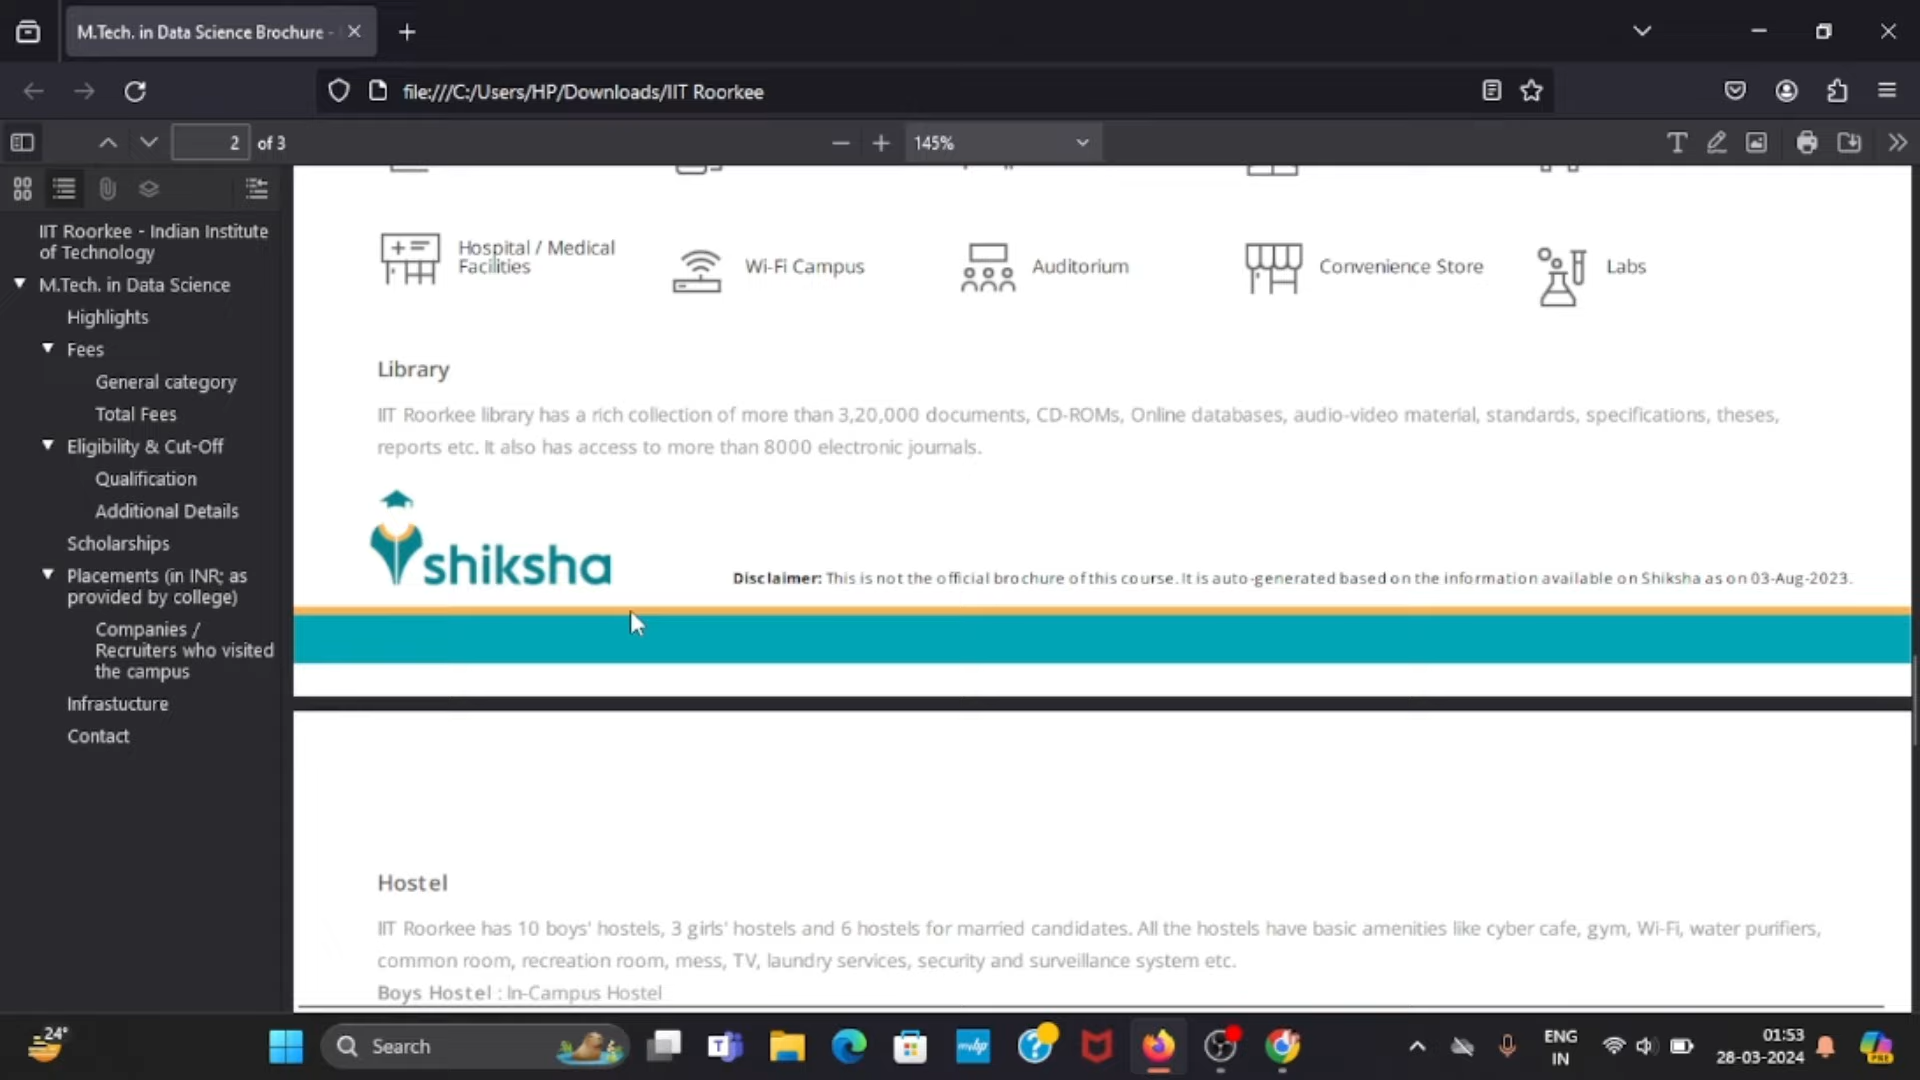 M.Tech. in Data Science Brochure -
file:///C:/Users/HP/Downloads/IIT Roorkee
2 of 3
145%
IIT Roorkee - Indian Institute
of Technology
M.Tech. in Data Science
Highlights
Fees
General category
Total Fees
Eligibility & Cut-Off
Qualification
Additional Details
Scholarships
Placements (in INR; as
provided by college)
Companies /
Recruiters who visited
the campus
Infrastucture
Contact
Hospital / Medical
Facilities
Wi-Fi Campus
Auditorium
Convenience Store
Labs
Library
IIT Roorkee library has a rich collection of more than 3,20,000 documents, CD-ROMs, Online databases, audio-video material, standards, specifications, theses,
reports etc. It also has access to more than 8000 electronic journals.
shiksha
Disclaimer: This is not the official brochure of this course. It is auto-generated based on the information available on Shiksha as on 03-Aug-2023.
Hostel
IIT Roorkee has 10 boys' hostels, 3 girls' hostels and 6 hostels for married candidates. All the hostels have basic amenities like cyber cafe, gym, Wi-Fi, water purifiers,
common room, recreation room, mess, TV, laundry services, security and surveillance system etc.
Boys Hostel : In-Campus Hostel
24°
Search
myhp
ENG
IN
01:53
28-03-2024
PRE